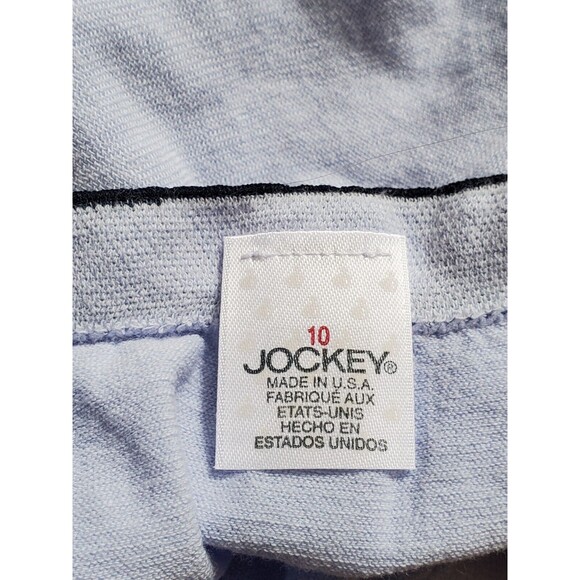 10
JOCKEY®
MADE IN U.S.A.
FABRIQUÉ AUX
ETATS-UNIS
HECHO EN
ESTADOS UNIDOS